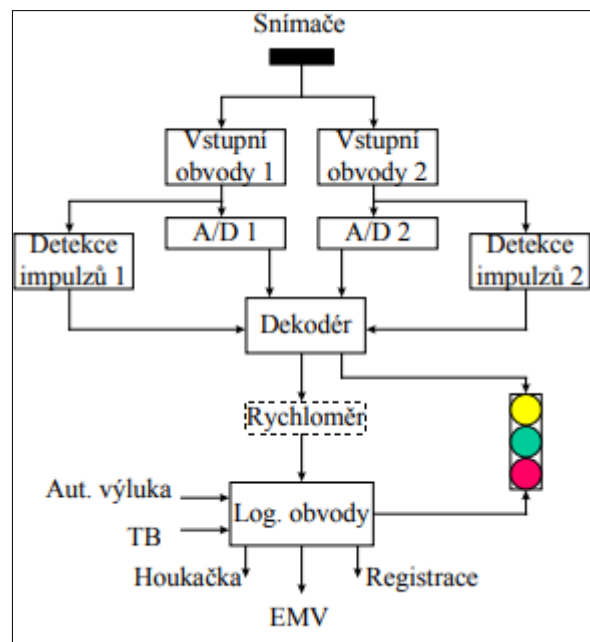 Snímače
Vstupní
obvody 1
Vstupní
obvody 2
A/D 1
A/D 2
Detekce
impulzů 1
Detekce
impulzů 2
Dekodér
Rychloměr
Aut. výluka
Log. obvody
TB
Houkačka
Registrace
EMV